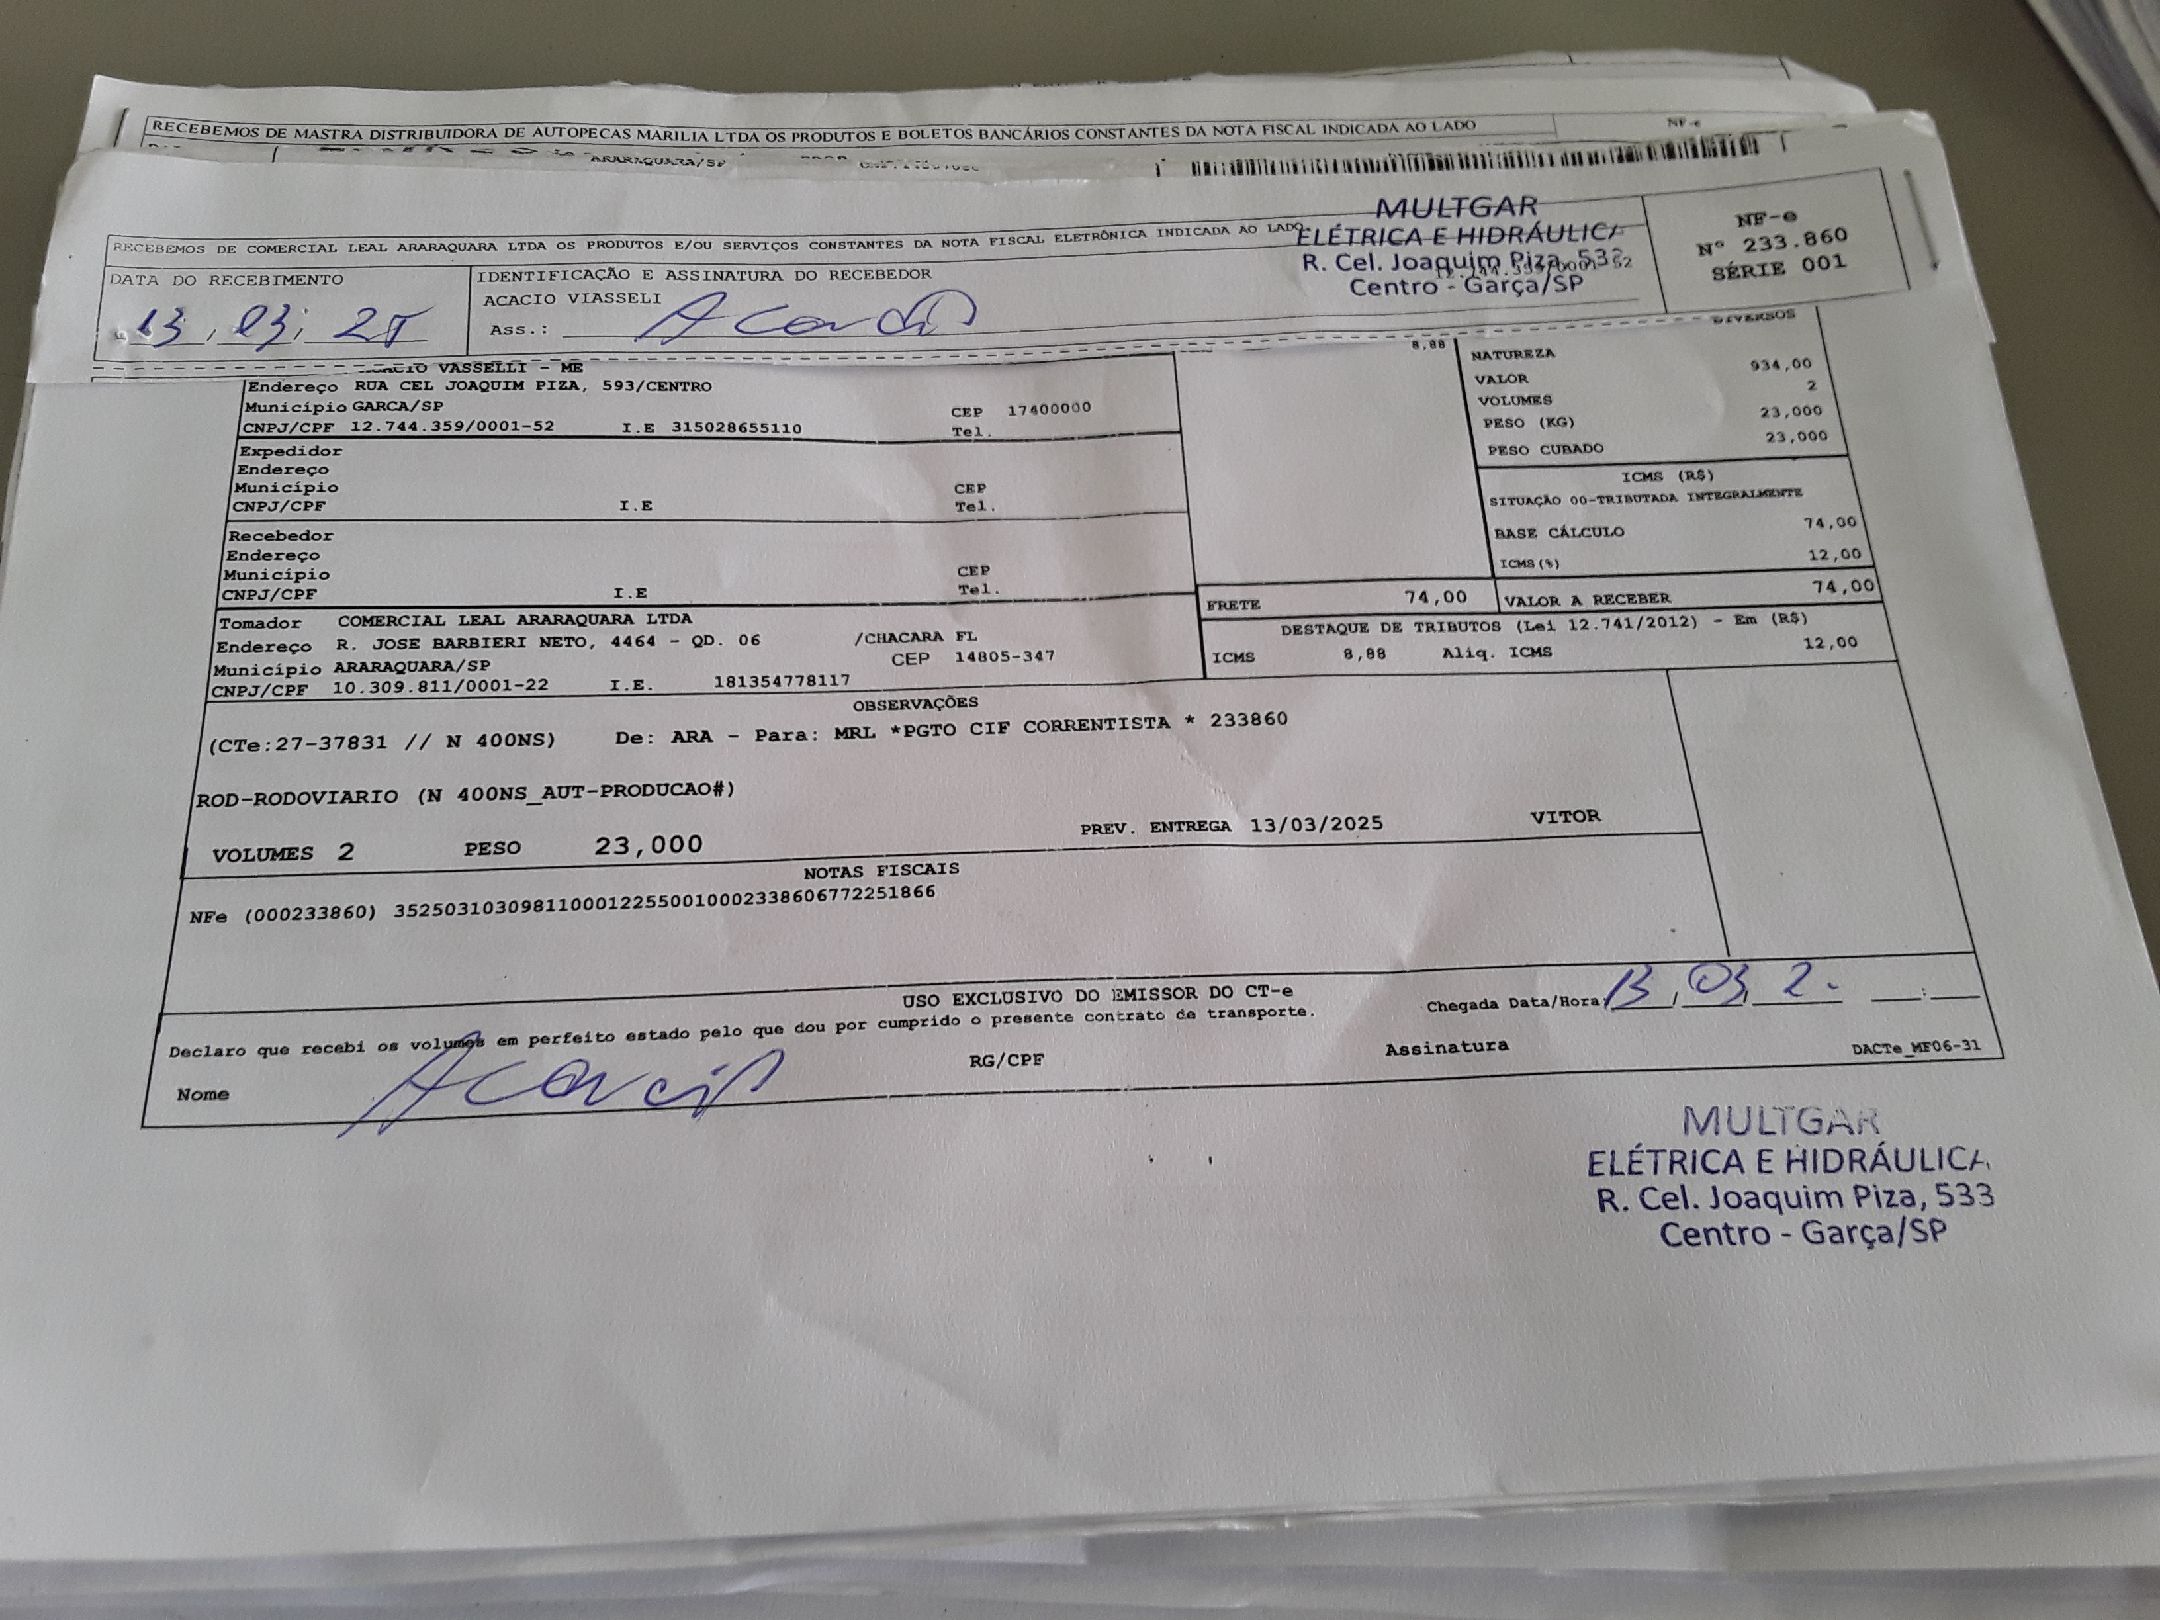 RECEBEMOS DE MASTRA DISTRIBUIDORA DE AUTOPECAS MARILIA LTDA OS PRODUTOS E BOLETOS BANCÁRIOS CONSTANTES DA NOTA FISCAL INDICADA AO LADO
NF-e
ARARAQUARA/SP
RECEBEMOS DE COMERCIAL LEAL ARARAQUARA LTDA OS PRODUTOS E/OU SERVIÇOS CONSTANTES DA NOTA FISCAL ELETRÔNICA INDICADA AO LADO
MULTGAR
ELÉTRICA E HIDRÁULICA
R. Cel. Joaquim Piza, 533
Centro - Garça/SP
NF-e
Nº 233.860
SÉRIE 001
DATA DO RECEBIMENTO
13, 03, 25
IDENTIFICAÇÃO E ASSINATURA DO RECEBEDOR
ACACIO VIASSELI
Ass.: Acacio
VASSELLI - ME
Endereço RUA CEL JOAQUIM PIZA, 593/CENTRO
Município GARCA/SP CEP 17400000
CNPJ/CPF 12.744.359/0001-52 I.E 315028655110 Tel.
8,88
DIVERSOS
NATUREZA
VALOR 934,00
VOLUMES 2
PESO (KG) 23,000
PESO CUBADO 23,000
Expedidor
Endereço
Município CEP
CNPJ/CPF I.E Tel.
ICMS (R$)
SITUAÇÃO 00-TRIBUTADA INTEGRALMENTE
BASE CÁLCULO 74,00
ICMS(%) 12,00
Recebedor
Endereço
Município CEP
CNPJ/CPF I.E Tel.
FRETE 74,00 VALOR A RECEBER 74,00
Tomador COMERCIAL LEAL ARARAQUARA LTDA
Endereço R. JOSE BARBIERI NETO, 4464 - QD. 06 /CHACARA FL
Município ARARAQUARA/SP CEP 14805-347
CNPJ/CPF 10.309.811/0001-22 I.E. 181354778117
DESTAQUE DE TRIBUTOS (Lei 12.741/2012) - Em (R$)
ICMS 8,88 Aliq. ICMS 12,00
OBSERVAÇÕES
(CTe:27-37831 // N 400NS) De: ARA - Para: MRL *PGTO CIF CORRENTISTA * 233860
ROD-RODOVIARIO (N 400NS_AUT-PRODUCAO#)
VOLUMES 2 PESO 23,000 PREV. ENTREGA 13/03/2025 VITOR
NOTAS FISCAIS
NFe (000233860) 35250310309811000122550010002338606772251866
USO EXCLUSIVO DO EMISSOR DO CT-e
Declaro que recebi os volumes em perfeito estado pelo que dou por cumprido o presente contrato de transporte.
Chegada Data/Hora 13, 03, 2. :
Nome Acacio RG/CPF Assinatura
DACTe_MF06-31
MULTGAR
ELÉTRICA E HIDRÁULICA
R. Cel. Joaquim Piza, 533
Centro - Garça/SP